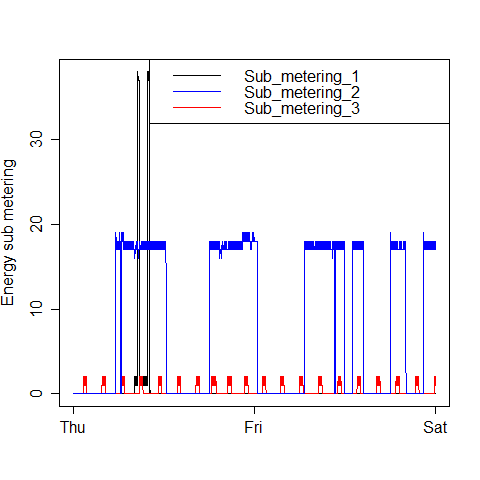 Sub_metering_1
Sub_metering_2
Sub_metering_3
Energy sub metering
30
20
10
0
Thu Fri Sat